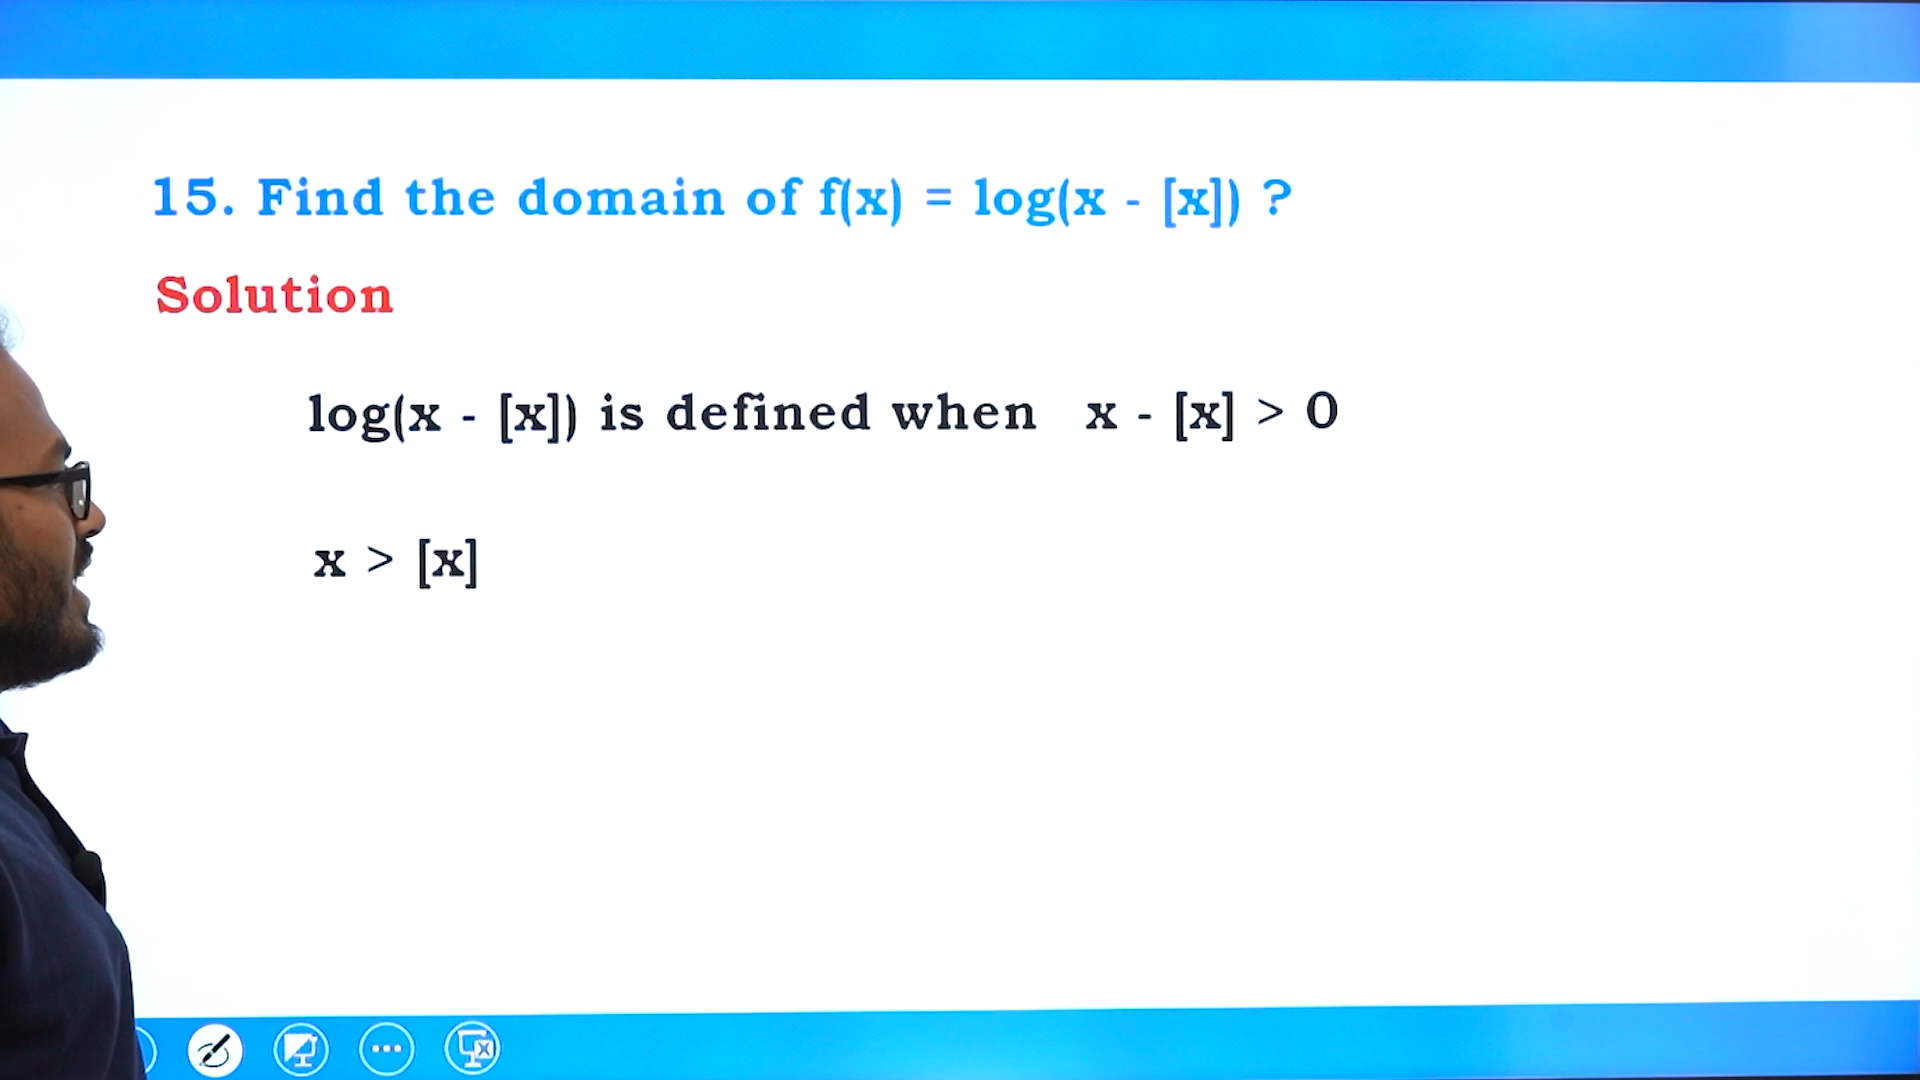 15. Find the domain of f(x) = log(x - [x]) ?
Solution
log(x - [x]) is defined when x - [x] > 0
x > [x]